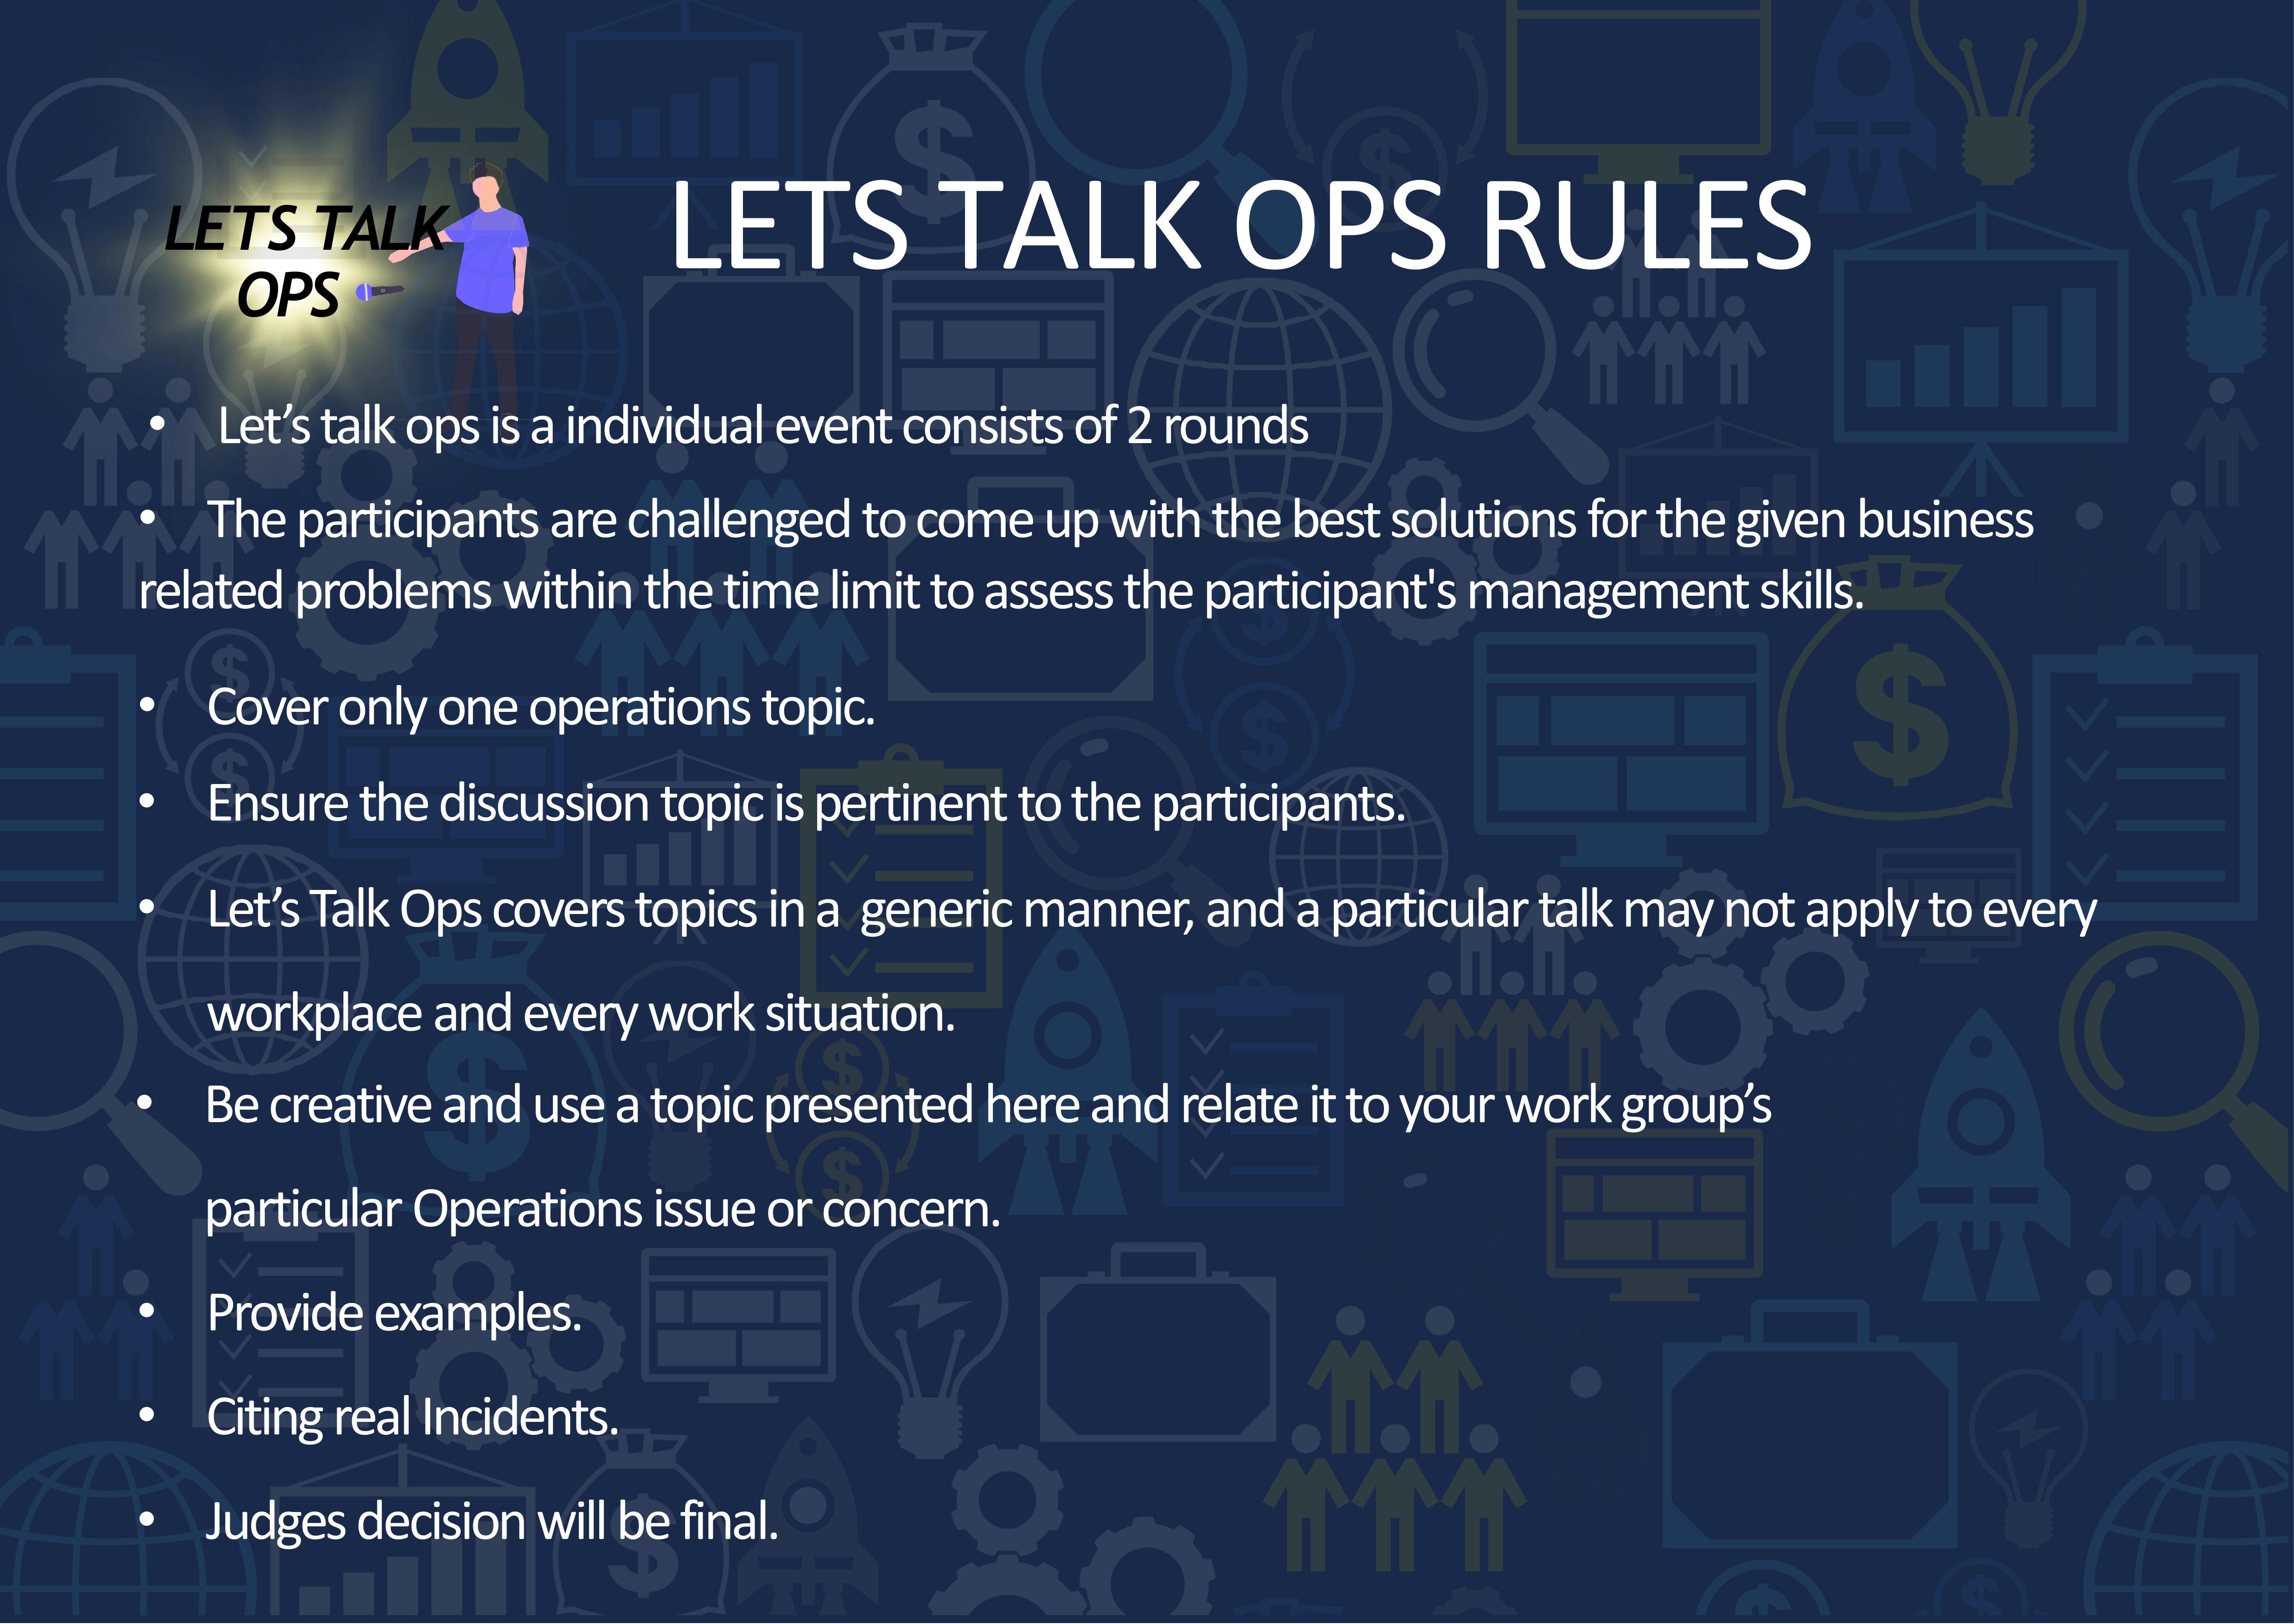 LETS TALK
OPS
LETS TALK OPS RULES
• Let’s talk ops is a individual event consists of 2 rounds
• The participants are challenged to come up with the best solutions for the given business
related problems within the time limit to assess the participant's management skills.
• Cover only one operations topic.
• Ensure the discussion topic is pertinent to the participants.
• Let’s Talk Ops covers topics in a generic manner, and a particular talk may not apply to every
workplace and every work situation.
• Be creative and use a topic presented here and relate it to your work group’s
particular Operations issue or concern.
• Provide examples.
• Citing real Incidents.
• Judges decision will be final.